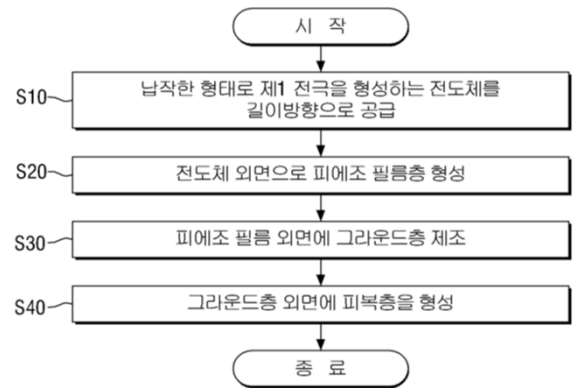 시 작
S10
납작한 형태로 제1 전극을 형성하는 전도체를
길이방향으로 공급
S20
전도체 외면으로 피에조 필름층 형성
S30
피에조 필름 외면에 그라운드층 제조
S40
그라운드층 외면에 피복층을 형성
종 료